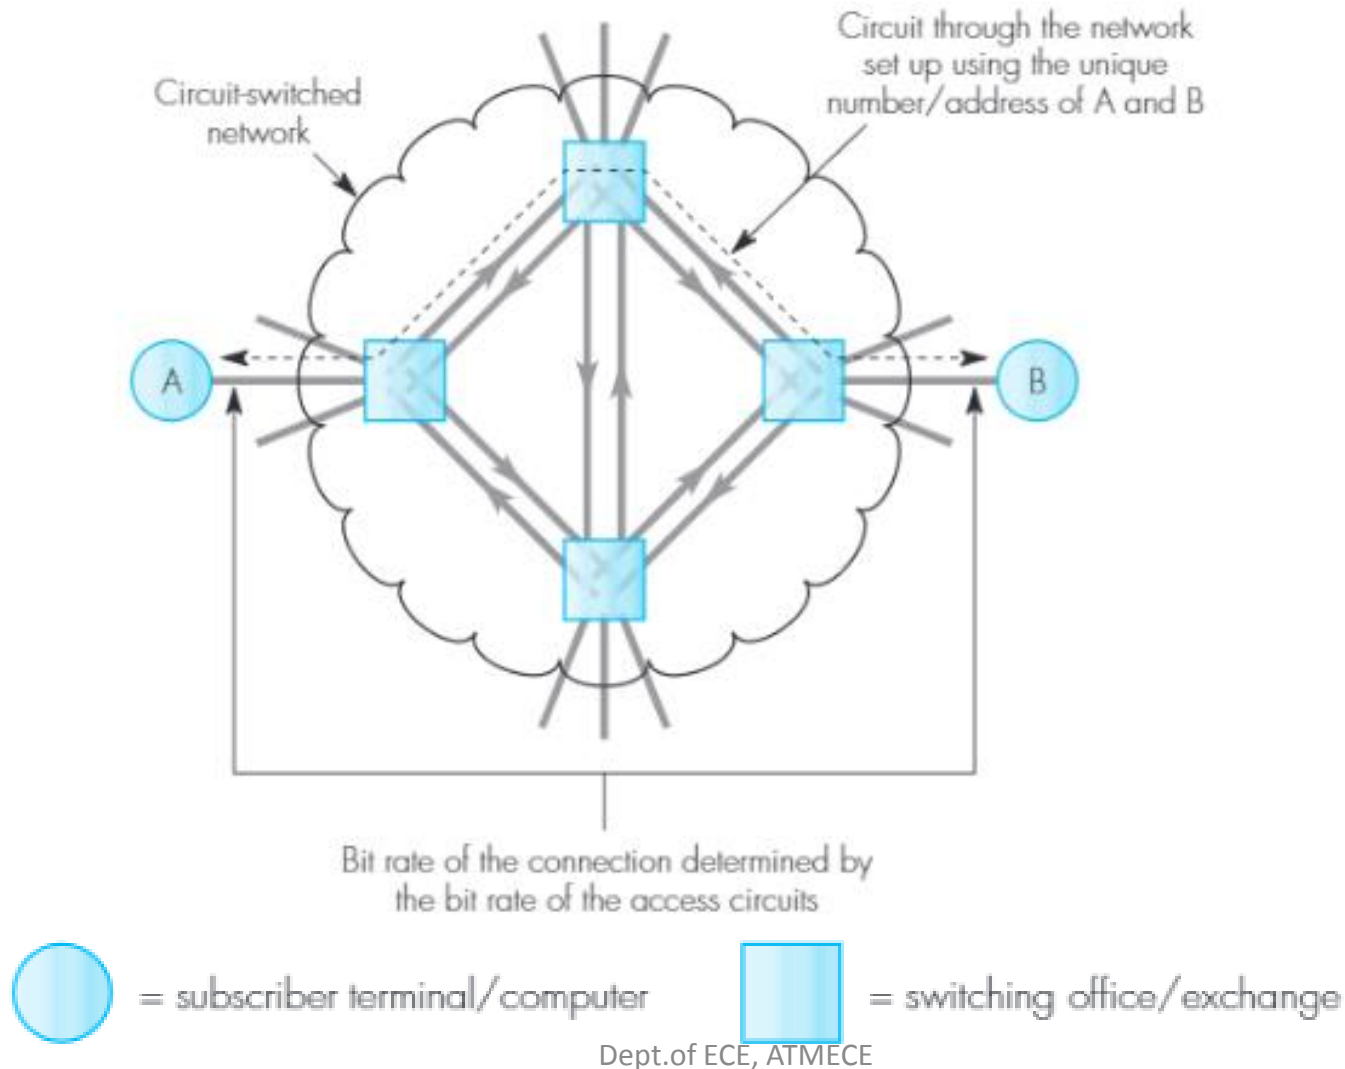 Circuit through the network
set up using the unique
number/address of A and B
Circuit-switched
network
A
B
Bit rate of the connection determined by
the bit rate of the access circuits
= subscriber terminal/computer
= switching office/exchange
Dept.of ECE, ATMECE